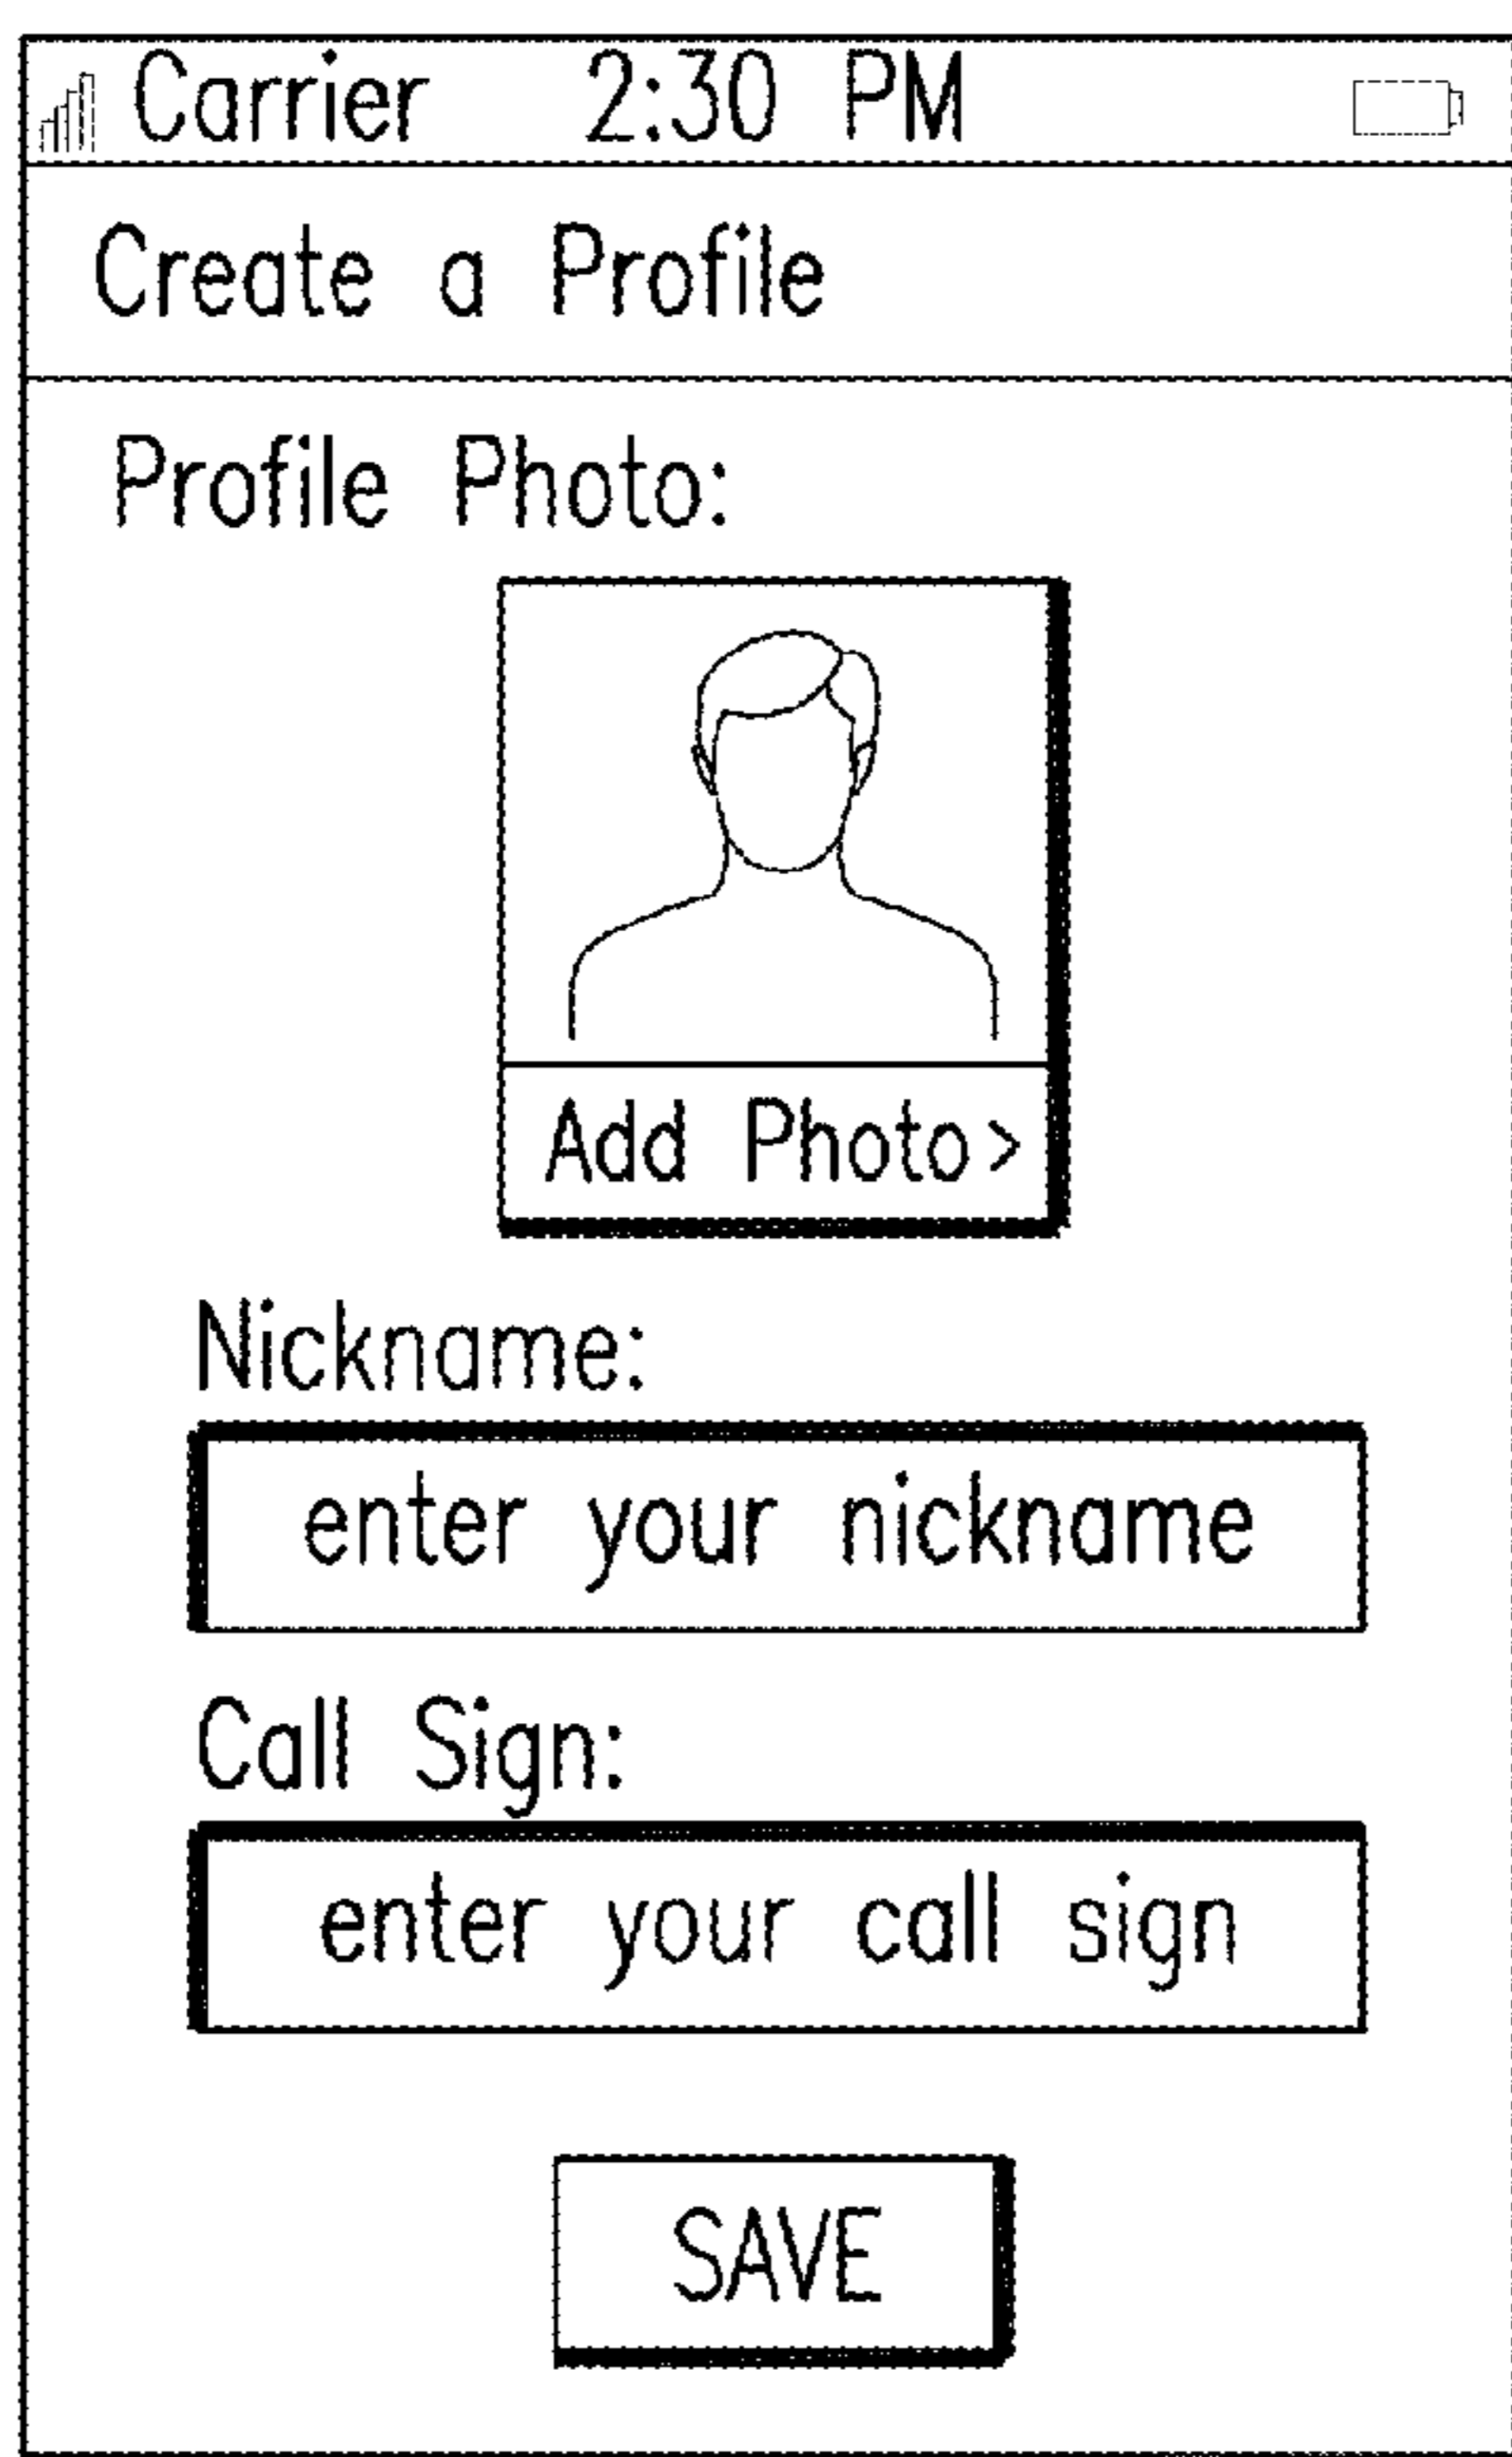 Carrier 2:30 PM
Create a Profile
Profile Photo:
Add Photo>
Nickname:
enter your nickname
Call Sign:
enter your call sign
SAVE